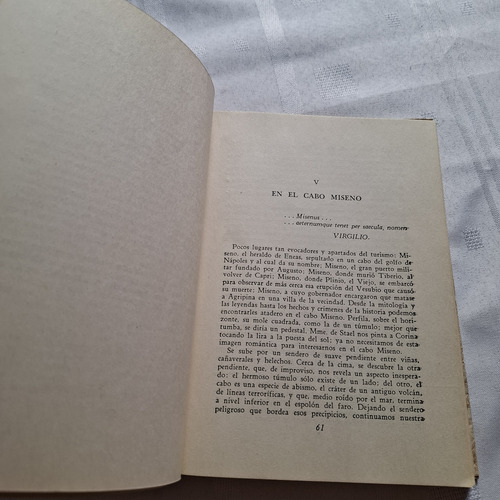 V
EN EL CABO MISENO
. . . Misenus . . .
. . . aeternumque tenet per saecula, nomen
VIRGILIO.
Pocos lugares tan evocadores y apartados del turismo: Mi-
seno, el heraldo de Eneas, sepultado en un cabo del golfo de
Nápoles y al cual da su nombre; Miseno, el gran puerto mili-
tar fundado por Augusto; Miseno, donde murió Tiberio, al
volver de Capri; Miseno, donde Plinio, el Viejo, se embarcó
para observar de más cerca esa erupción del Vesubio que causó
su muerte; Miseno, a cuyo gobernador encargaron que matase
a Agripina en una villa de la vecindad. Desde la mitología y
las leyendas hasta los hechos y crímenes de la historia podemos
encontrarles atadero en el cabo Miseno. Perfila, sobre el hori-
zonte, su mole cuadrada, como la de un túmulo; mejor que
tumba, se diría un pedestal. Mme. de Stael nos pinta a Corina
tocando la lira a la puesta del sol; ya no necesitamos de esta
imagen romántica para interesarnos en el cabo Miseno.
Se sube por un sendero de suave pendiente entre viñas,
cañaverales y helechos. Cerca de la cima, se descubre la otra
pendiente, que, de improviso, nos revela un aspecto inespera-
do: el hermoso túmulo sólo existe de un lado; del otro, el
cabo es una especie de abismo, el cráter de un antiguo volcán,
de líneas terroríficas, y que, medio roído por el mar, termina
a nivel inferior en el espolón del faro. Dejando el sendero
peligroso que bordea esos precipicios, continuamos nuestra
61